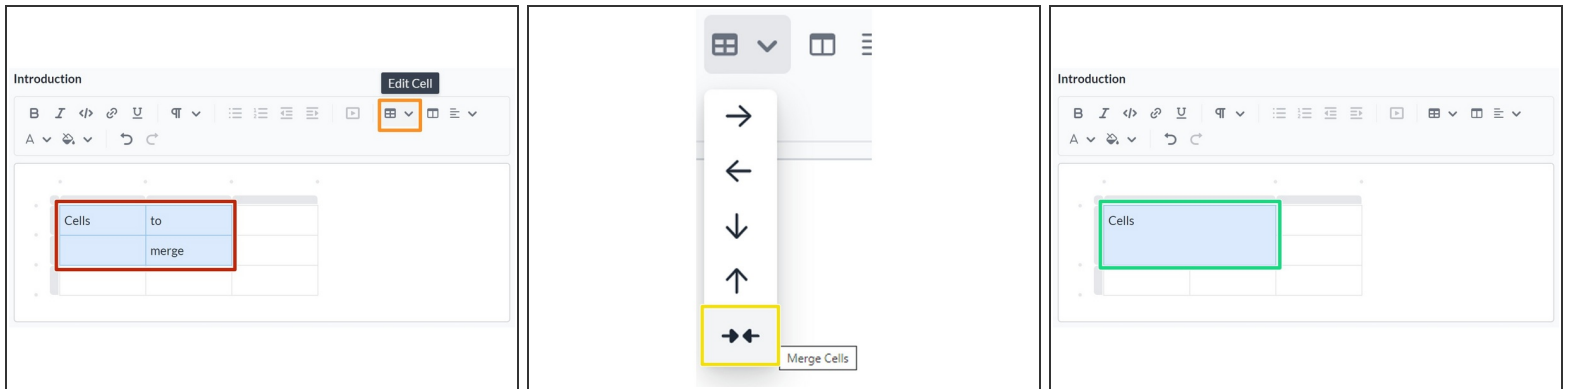 Introduction
Edit Cell
B I </> U ¶
A
Cells to
merge
Merge Cells
Introduction
B I </> U ¶
A
Cells